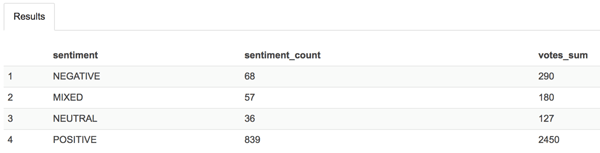 Results
sentiment sentiment_count votes_sum
1 NEGATIVE 68 290
2 MIXED 57 180
3 NEUTRAL 36 127
4 POSITIVE 839 2450